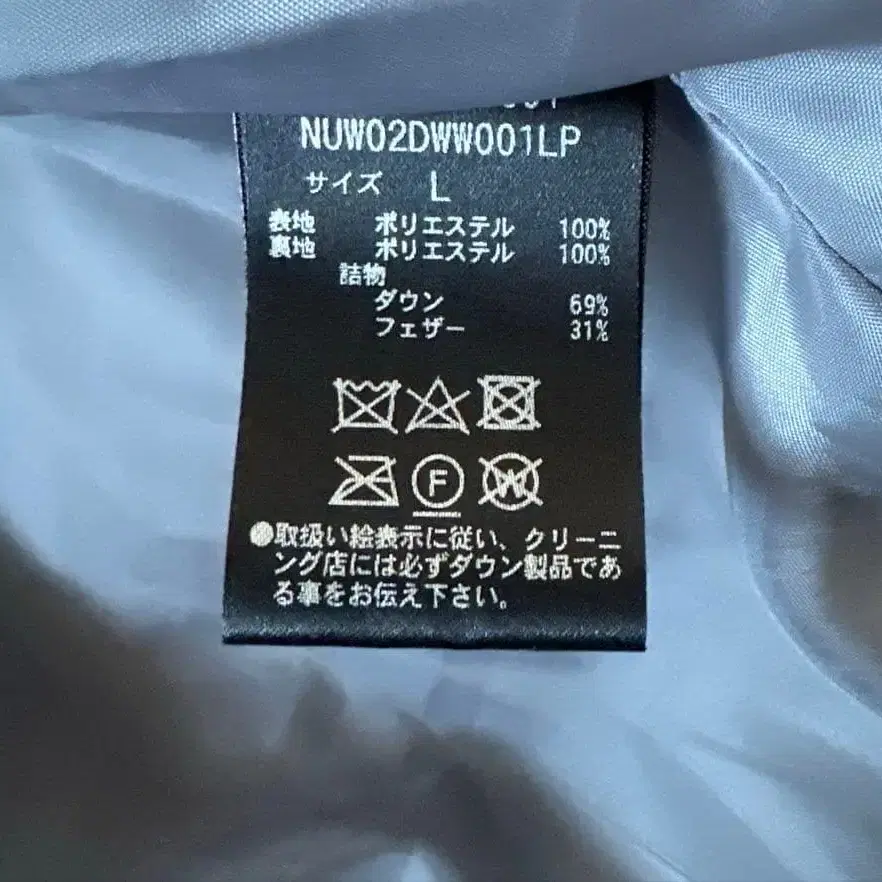 NUW02DWW001LP
サイズ L
表地 ポリエステル 100%
裏地 ポリエステル 100%
詰物
ダウン 69%
フェザー 31%
F W
●取扱い絵表示に従い、クリーニ
ング店には必ずダウン製品であ
る事をお伝え下さい。